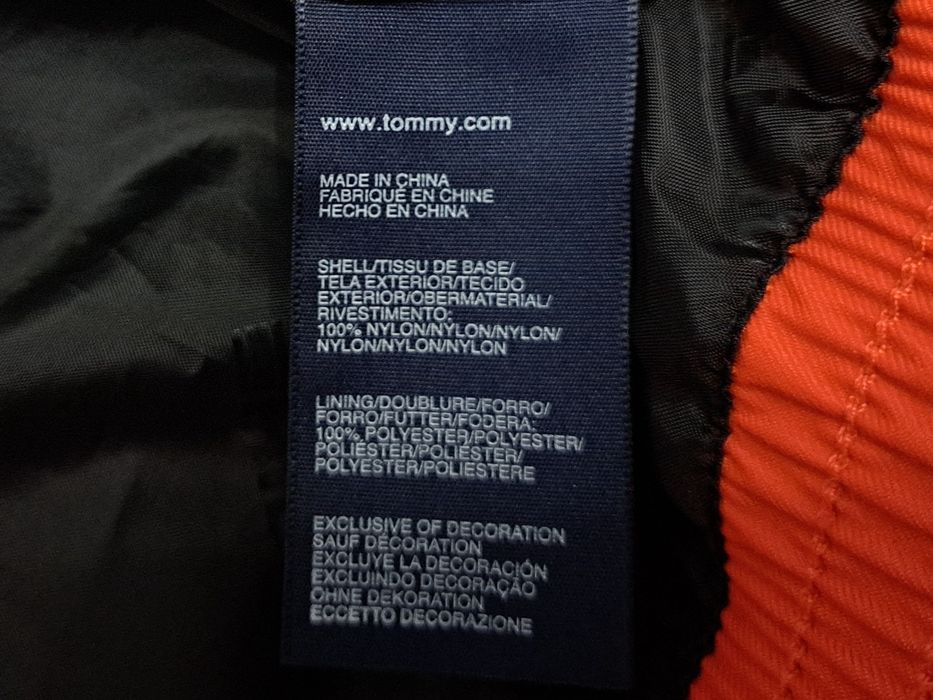 www.tommy.com
MADE IN CHINA
FABRIQUÉ EN CHINE
HECHO EN CHINA
SHELL/TISSU DE BASE/
TELA EXTERIOR/TECIDO
EXTERIOR/OBERMATERIAL/
RIVESTIMENTO:
100% NYLON/NYLON/NYLON/
NYLON/NYLON/NYLON
LINING/DOUBLURE/FORRO/
FORRO/FUTTER/FODERA:
100% POLYESTER/POLYESTER/
POLIÉSTER/POLIÉSTER/
POLYESTER/POLIESTERE
EXCLUSIVE OF DECORATION
SAUF DÉCORATION
EXCLUYE LA DECORACIÓN
EXCLUINDO DECORAÇÃO
OHNE DEKORATION
ECCETTO DECORAZIONE